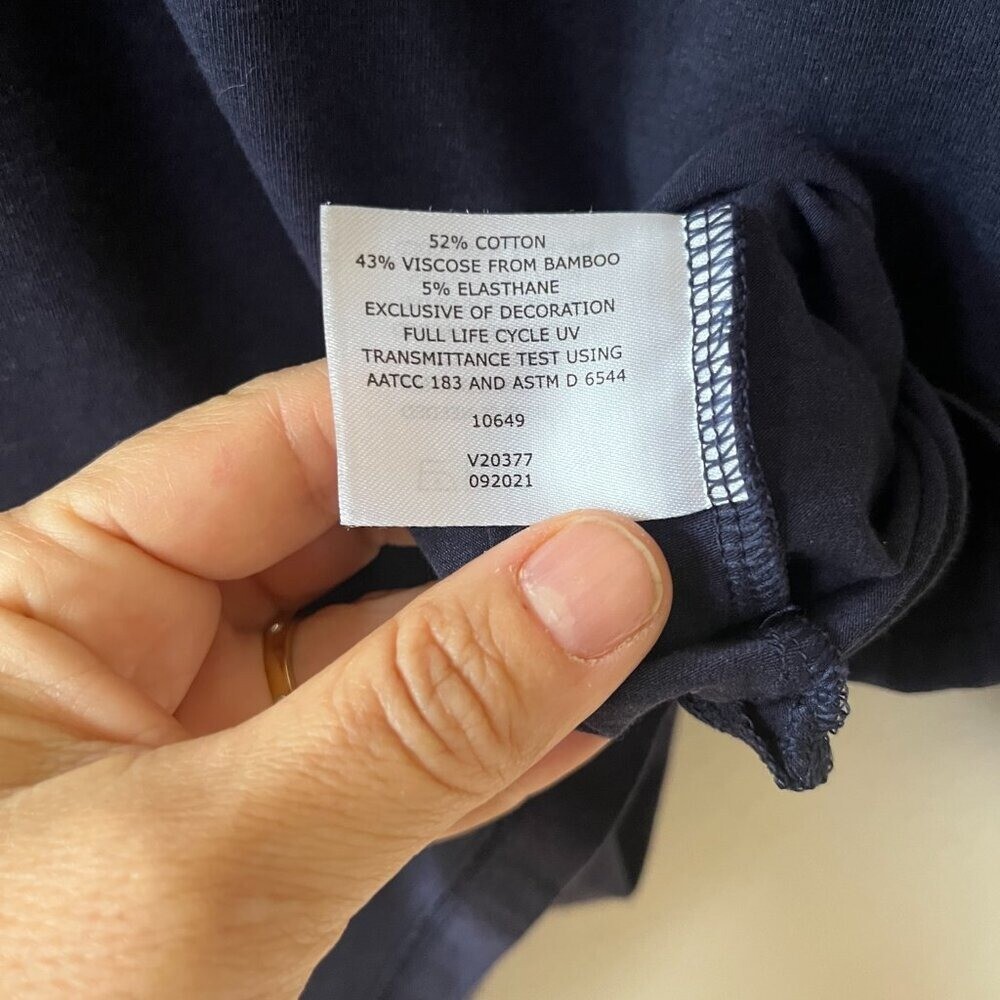 52% COTTON
43% VISCOSE FROM BAMBOO
5% ELASTHANE
EXCLUSIVE OF DECORATION
FULL LIFE CYCLE UV
TRANSMITTANCE TEST USING
AATCC 183 AND ASTM D 6544
10649
V20377
092021